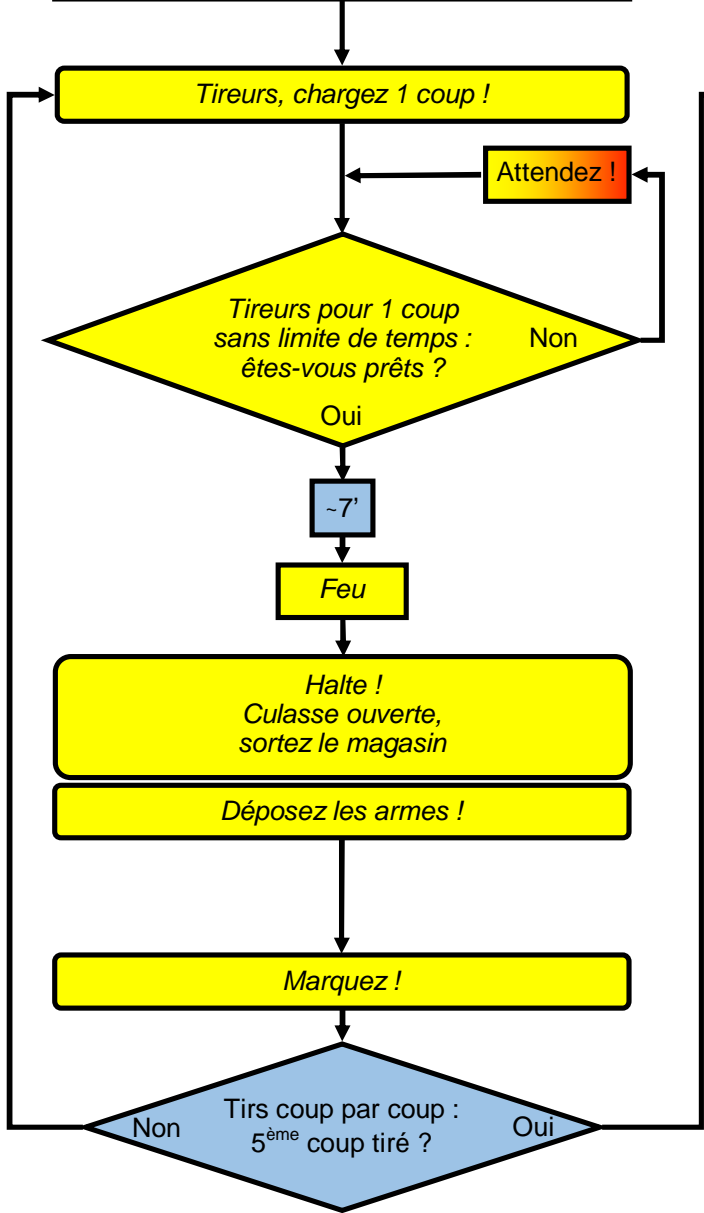 Tireurs, chargez 1 coup !
Attendez !
Tireurs pour 1 coup
sans limite de temps :
êtes-vous prêts ?
Non
Oui
~7’
Feu
Halte !
Culasse ouverte,
sortez le magasin
Déposez les armes !
Marquez !
Tirs coup par coup :
5ème coup tiré ?
Non
Oui